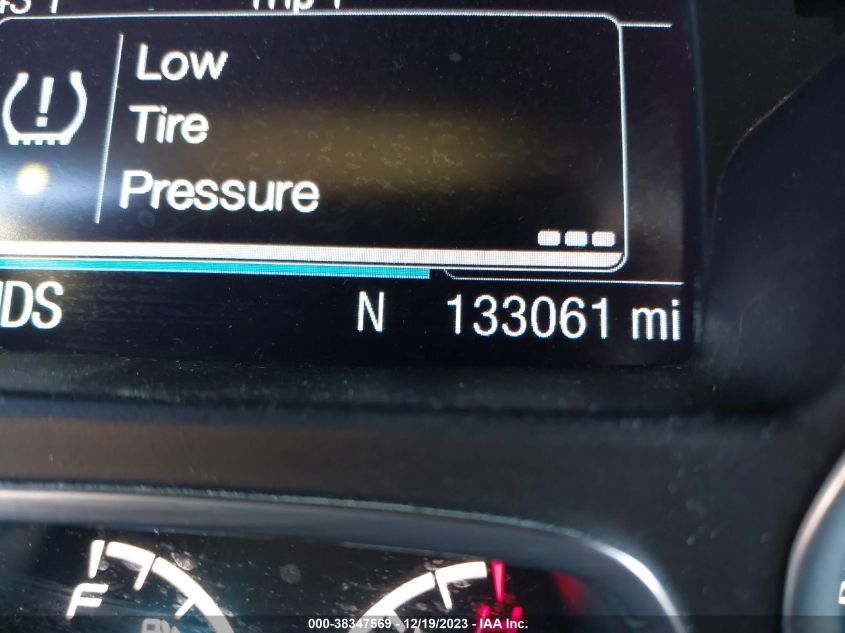 Low
Tire
Pressure
N 133061 mi
F
000-38347569 - 12/19/2023 - IAA Inc.